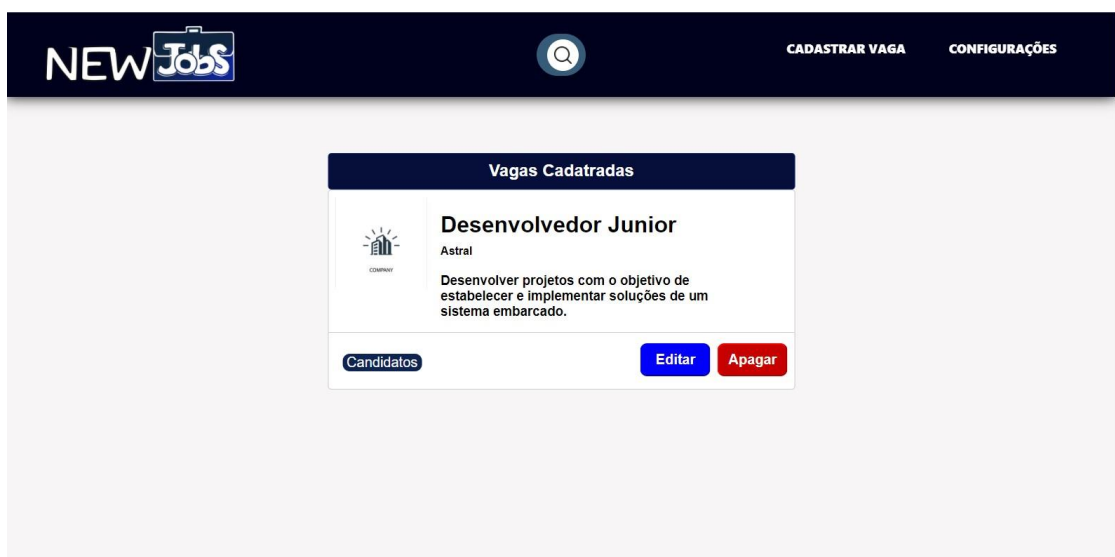 NEW Jobs
CADASTRAR VAGA
CONFIGURAÇÕES
Vagas Cadatradas
Desenvolvedor Junior
Astral
COMPANY
Desenvolver projetos com o objetivo de
estabelecer e implementar soluções de um
sistema embarcado.
Candidatos
Editar
Apagar